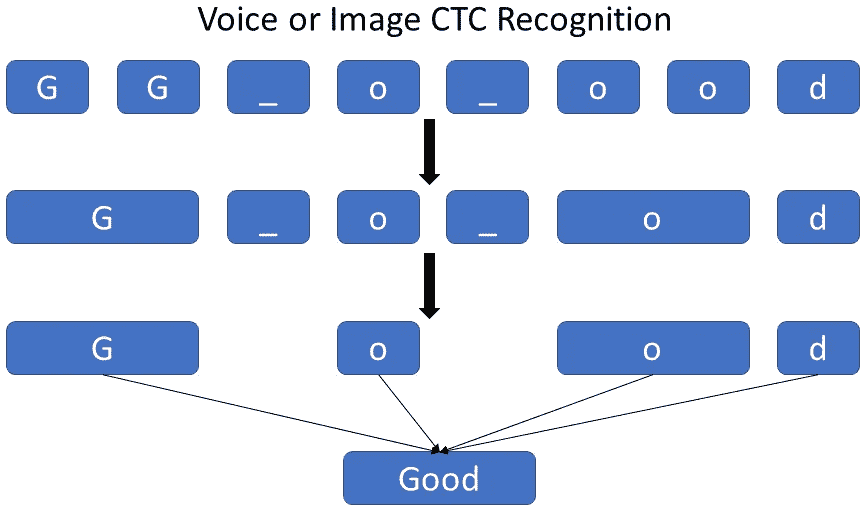 Voice or Image CTC Recognition
G G _ o _ o o d
G _ o _ o d
G o o d
Good